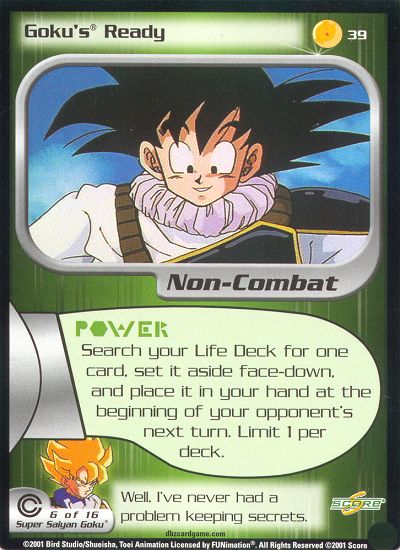 Goku's® Ready
39
Non-Combat
POWER
Search your Life Deck for one
card, set it aside face-down,
and place it in your hand at the
beginning of your opponent's
next turn. Limit 1 per
deck.
C
6 of 16
Super Saiyan Goku
Well, I've never had a
problem keeping secrets.
SCORE
dbzcardgame.com
©2001 Bird Studio/Shueisha, Toei Animation Licensed by FUNimation®. All Rights Reserved ©2001 Score